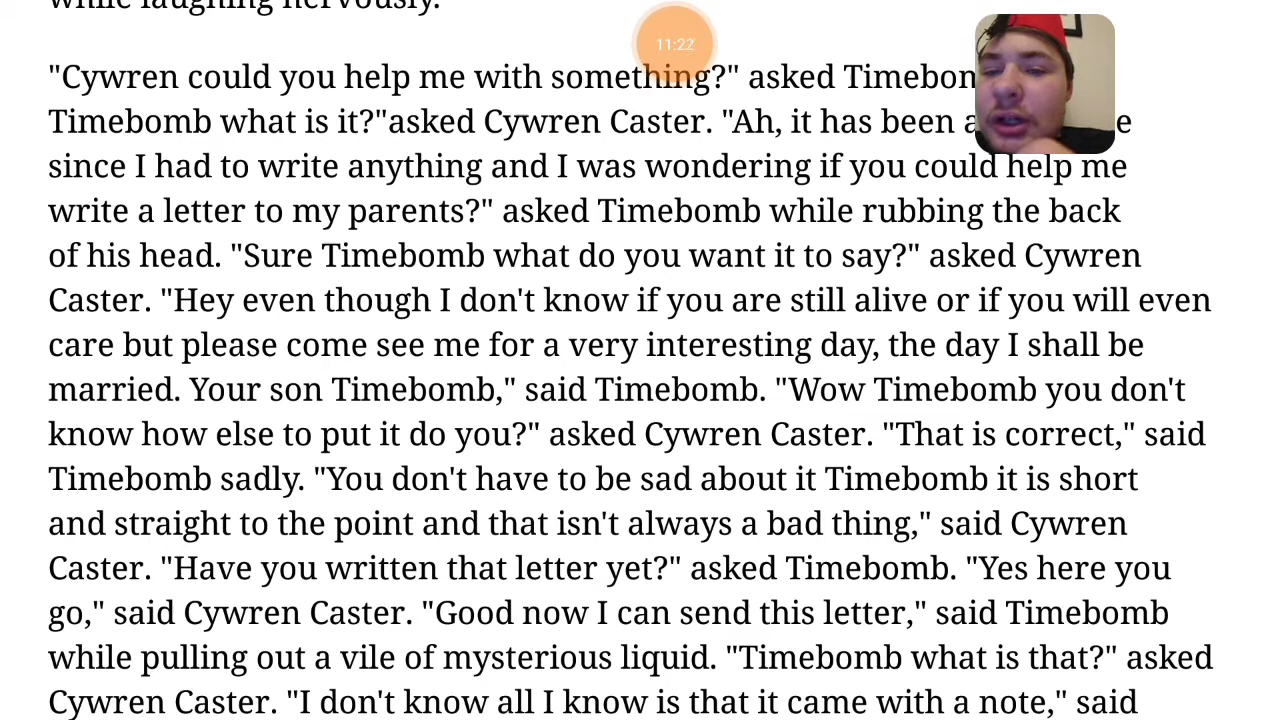 while laughing nervously.
11:22
"Cywren could you help me with something?" asked Timebom
Timebomb what is it?"asked Cywren Caster. "Ah, it has been a e
since I had to write anything and I was wondering if you could help me
write a letter to my parents?" asked Timebomb while rubbing the back
of his head. "Sure Timebomb what do you want it to say?" asked Cywren
Caster. "Hey even though I don't know if you are still alive or if you will even
care but please come see me for a very interesting day, the day I shall be
married. Your son Timebomb," said Timebomb. "Wow Timebomb you don't
know how else to put it do you?" asked Cywren Caster. "That is correct," said
Timebomb sadly. "You don't have to be sad about it Timebomb it is short
and straight to the point and that isn't always a bad thing," said Cywren
Caster. "Have you written that letter yet?" asked Timebomb. "Yes here you
go," said Cywren Caster. "Good now I can send this letter," said Timebomb
while pulling out a vile of mysterious liquid. "Timebomb what is that?" asked
Cywren Caster. "I don't know all I know is that it came with a note," said